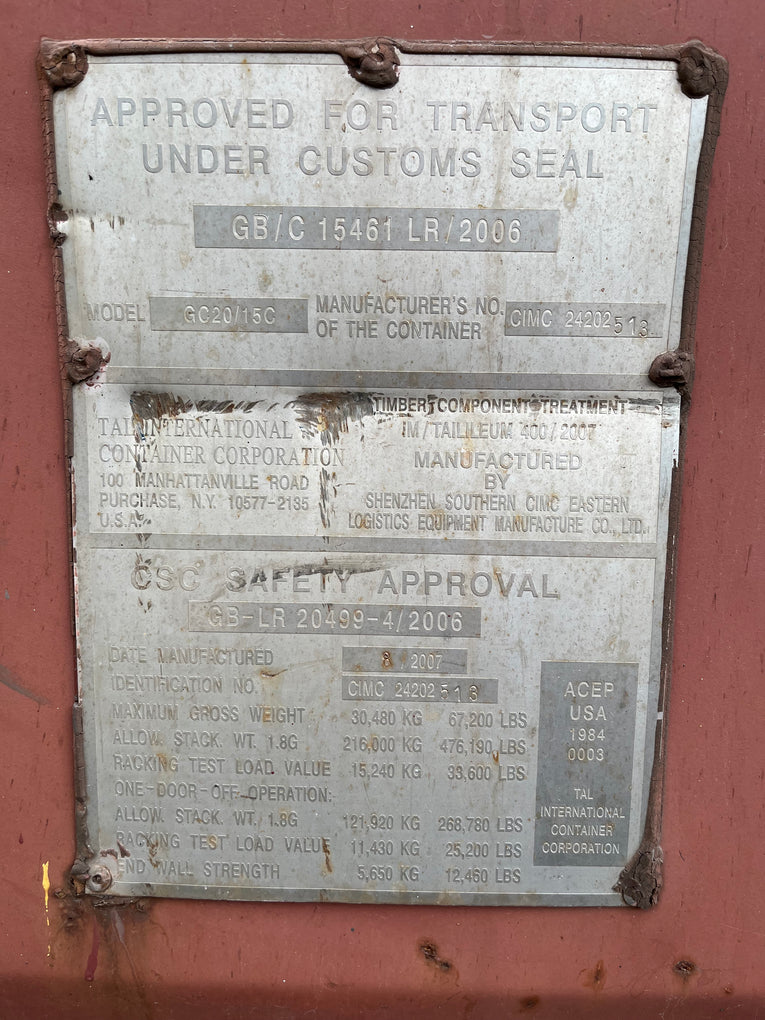 APPROVED FOR TRANSPORT
UNDER CUSTOMS SEAL
GB/C 15461 LR/2006
MODEL GC20/15C MANUFACTURER'S NO. OF THE CONTAINER CIMC 24202513
TAL INTERNATIONAL
CONTAINER CORPORATION
100 MANHATTANVILLE ROAD
PURCHASE, N.Y. 10577-2135
U.S.A.
TIMBER COMPONENT TREATMENT
IM/TAILILEUM 400/2007
MANUFACTURED
BY
SHENZHEN SOUTHERN CIMC EASTERN
LOGISTICS EQUIPMENT MANUFACTURE CO., LTD.
CSC SAFETY APPROVAL
GB-LR 20499-4/2006
DATE MANUFACTURED 8 / 2007
IDENTIFICATION NO. CIMC 24202513
MAXIMUM GROSS WEIGHT 30,480 KG 67,200 LBS
ALLOW. STACK. WT. 1.8G 216,000 KG 476,190 LBS
RACKING TEST LOAD VALUE 15,240 KG 33,600 LBS
ONE-DOOR-OFF-OPERATION:
ALLOW. STACK. WT. 1.8G 121,920 KG 268,780 LBS
RACKING TEST LOAD VALUE 11,430 KG 25,200 LBS
END WALL STRENGTH 5,650 KG 12,460 LBS
ACEP
USA
1984
0003
TAL
INTERNATIONAL
CONTAINER
CORPORATION